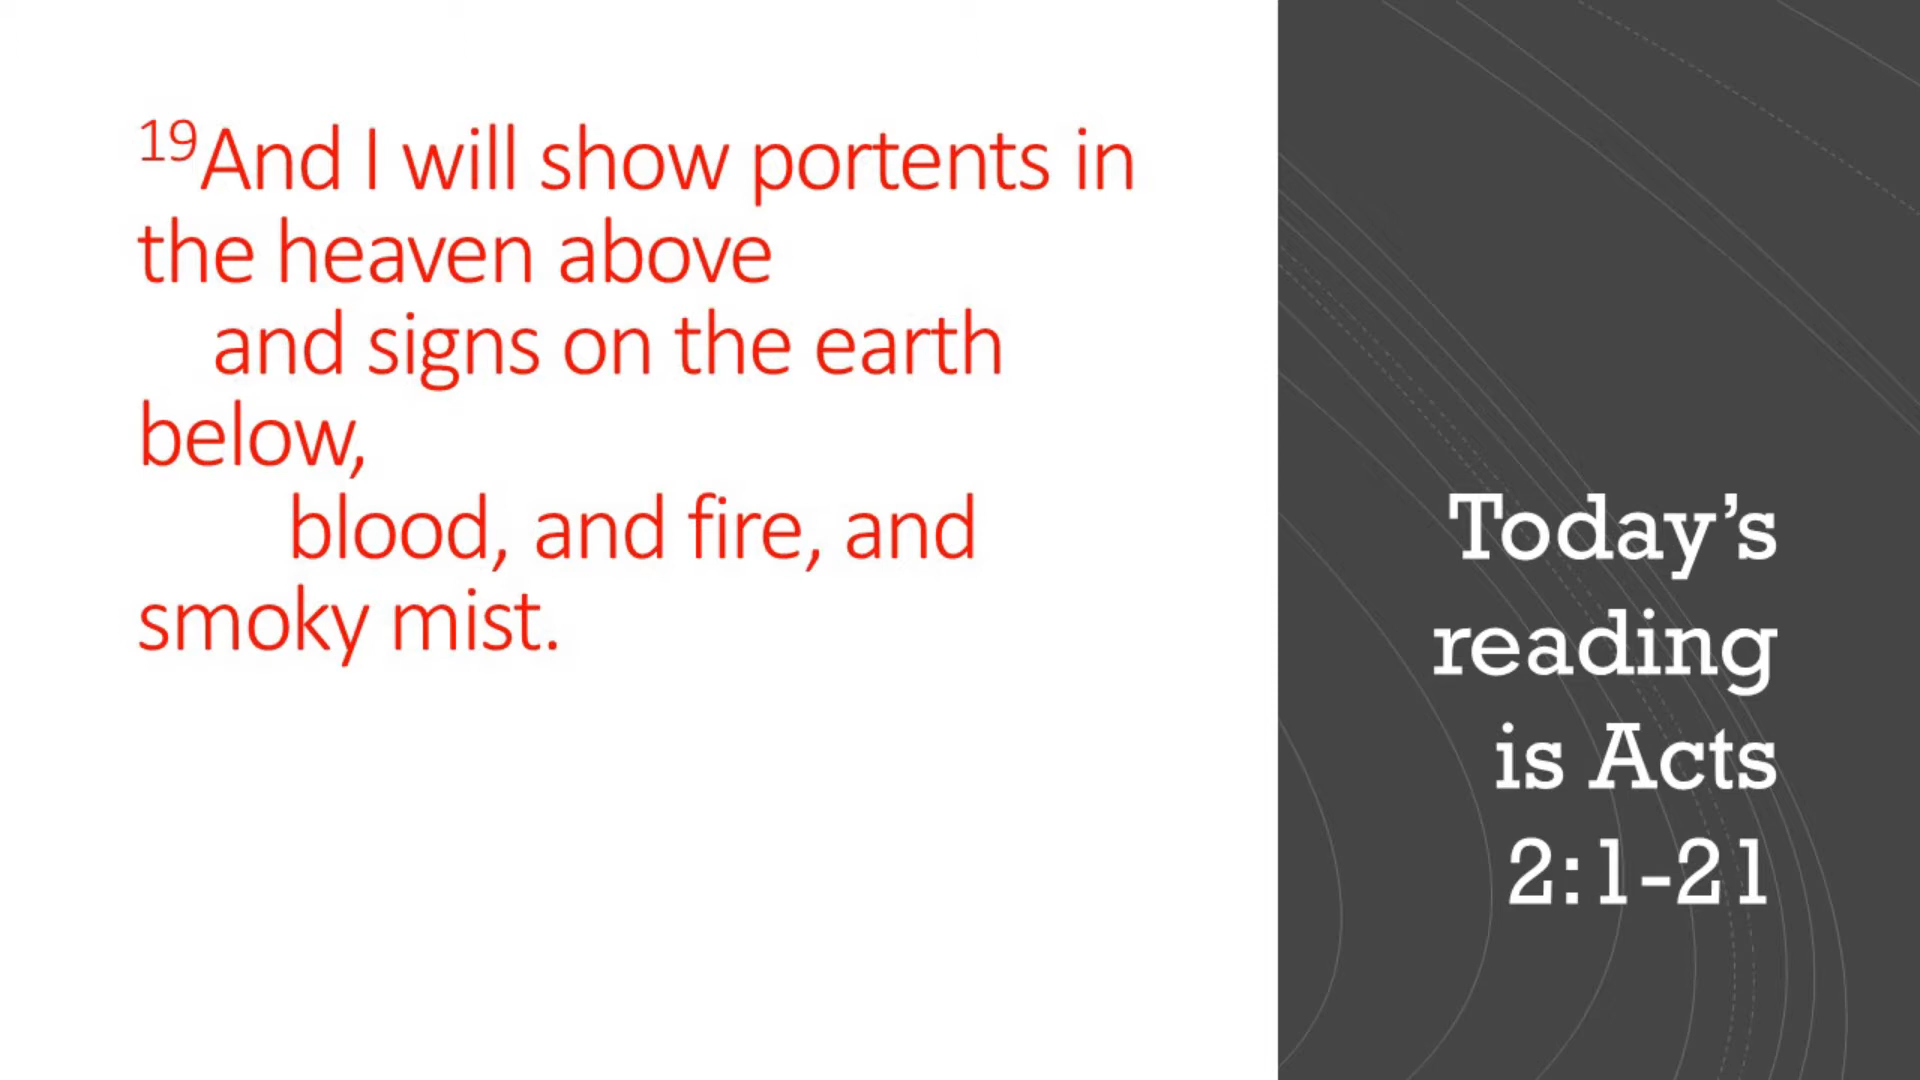 19And I will show portents in
the heaven above
and signs on the earth
below,
blood, and fire, and
smoky mist.
Today’s
reading
is Acts
2:1-21